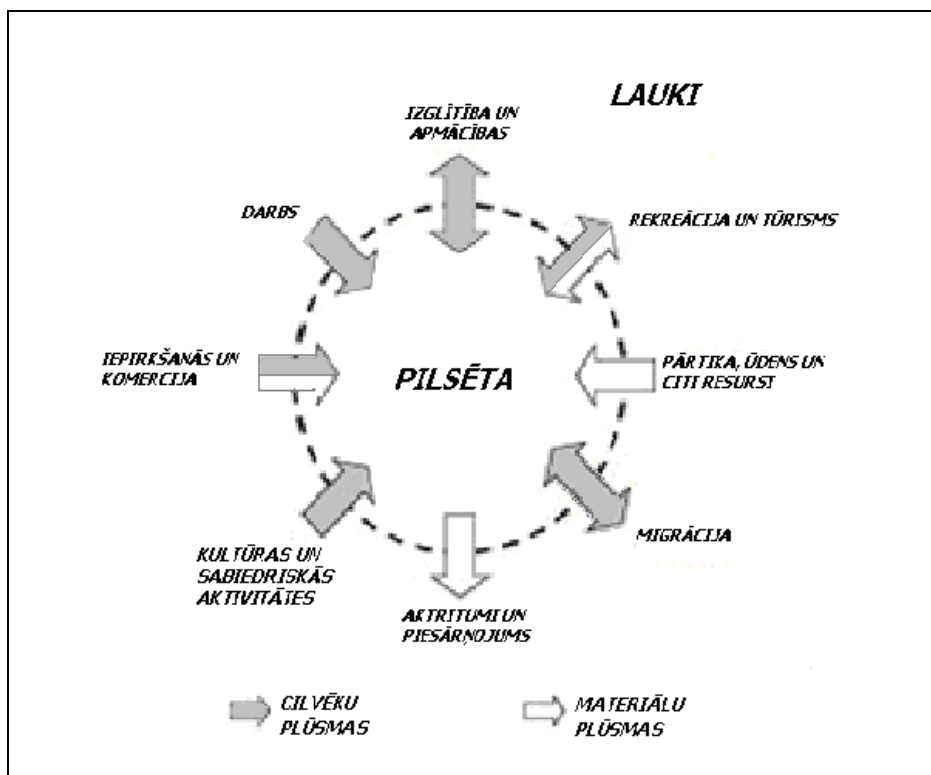 LAUKI
IZGLĪTĪBA UN
APMĀCĪBAS
DARBS
REKREĀCIJA UN TŪRISMS
IEPIRKŠANĀS UN
KOMERCIJA
PILSĒTA
PĀRTIKA, ŪDENS UN
CITI RESURSI
KULTŪRAS UN
SABIEDRISKĀS
AKTIVITĀTES
MIGRĀCIJA
AKTRITUMI UN
PIESĀRŅOJUMS
CILVĒKU
PLŪSMAS
MATERIĀLU
PLŪSMAS